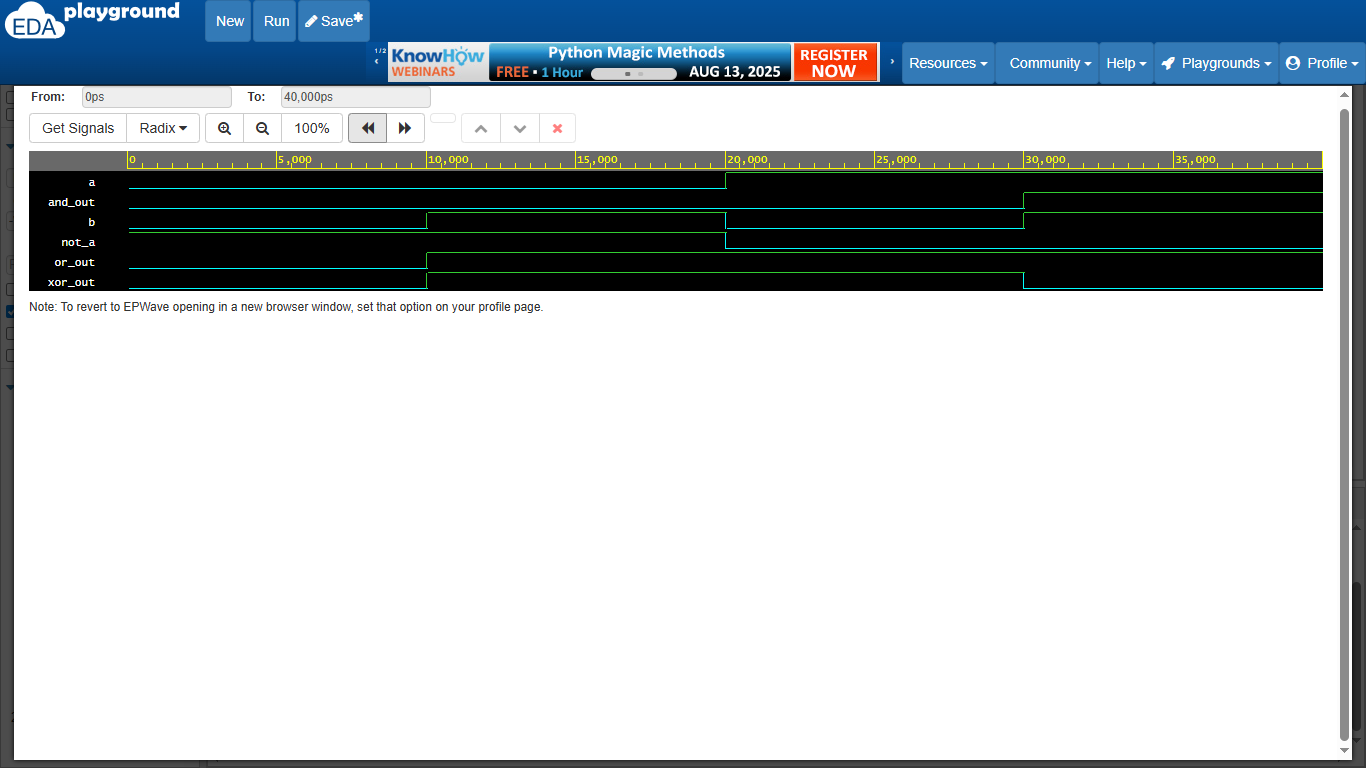 EDA playground
New Run Save*
1/2
KnowHow WEBINARS
Python Magic Methods
FREE • 1 Hour AUG 13, 2025
REGISTER NOW
Resources Community Help Playgrounds Profile
From: 0ps To: 40,000ps
Get Signals Radix 100%
0 5,000 10,000 15,000 20,000 25,000 30,000 35,000
a
and_out
b
not_a
or_out
xor_out
Note: To revert to EPWave opening in a new browser window, set that option on your profile page.